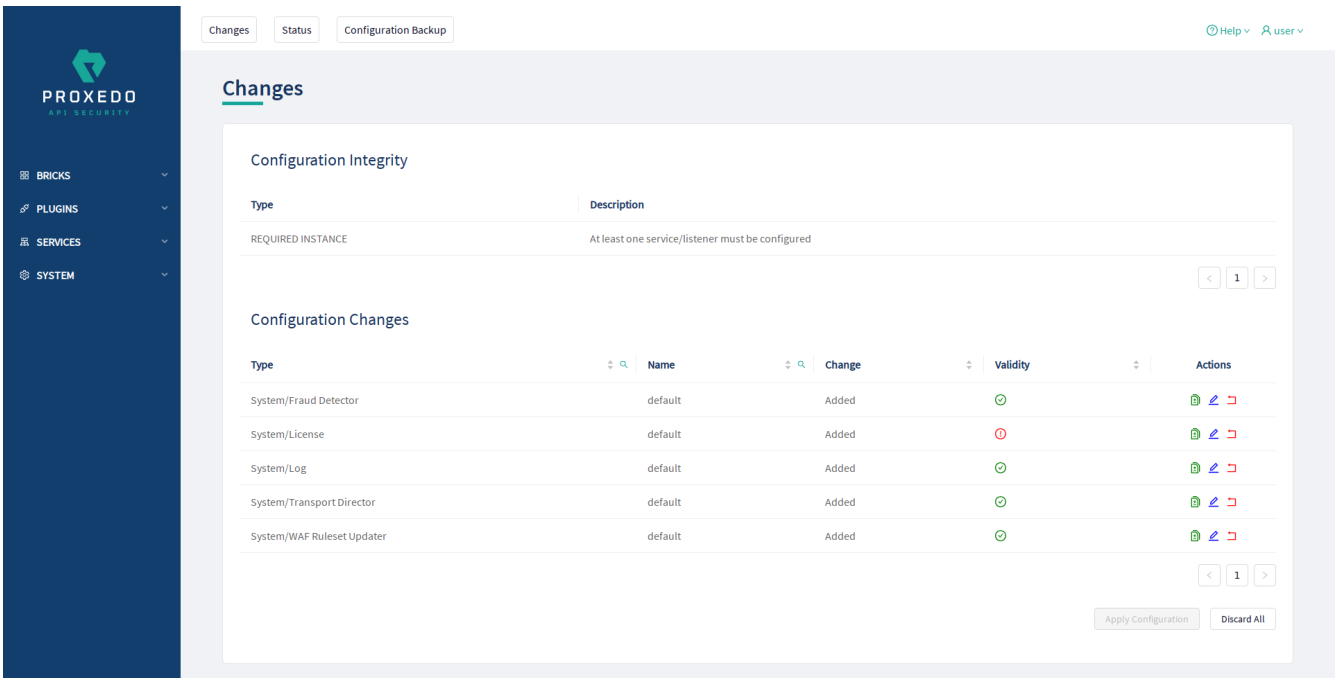 Changes Status Configuration Backup Help user
PROXEDO
API SECURITY
BRICKS
PLUGINS
SERVICES
SYSTEM
Changes
Configuration Integrity
Type Description
REQUIRED INSTANCE At least one service/listener must be configured
< 1 >
Configuration Changes
Type Name Change Validity Actions
System/Fraud Detector default Added
System/License default Added
System/Log default Added
System/Transport Director default Added
System/WAF Ruleset Updater default Added
< 1 >
Apply Configuration Discard All